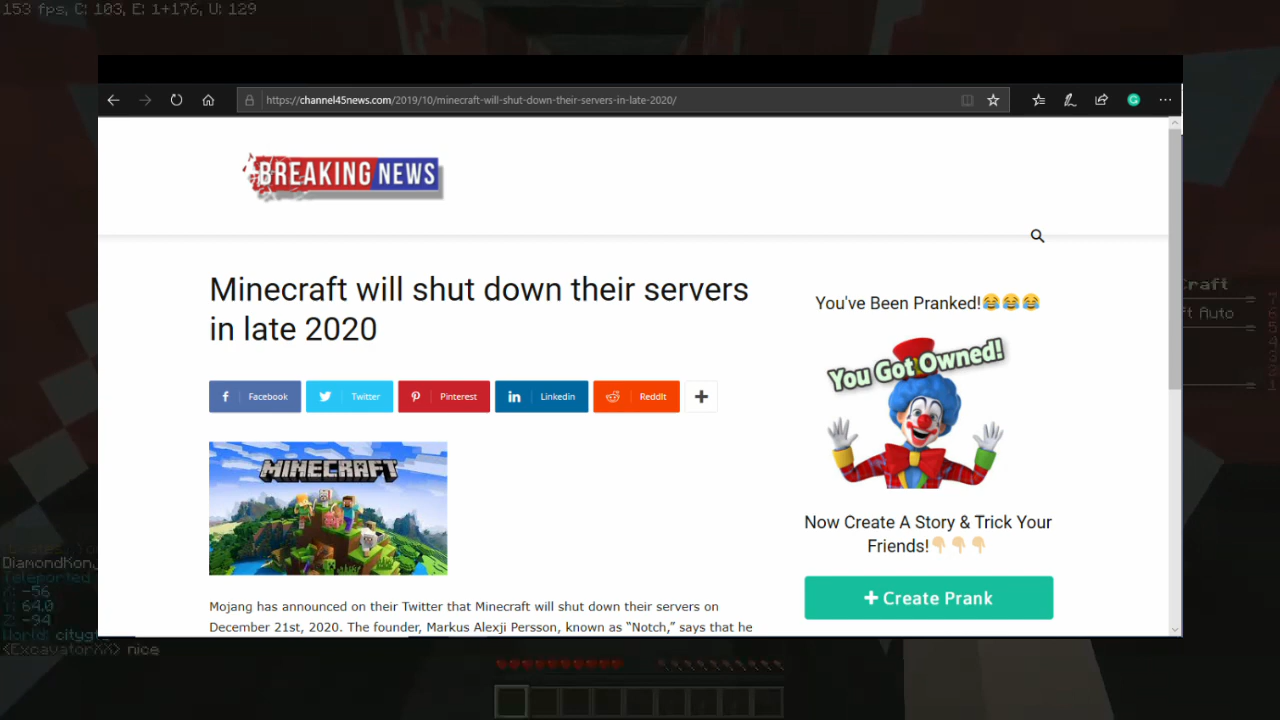 153 fps, C: 103, E: 1+176, U: 129
https://channel45news.com/2019/10/minecraft-will-shut-down-their-servers-in-late-2020/
BREAKING NEWS
Minecraft will shut down their servers
in late 2020
Facebook
Twitter
Pinterest
Linkedin
ReddIt
MINECRAFT
Mojang has announced on their Twitter that Minecraft will shut down their servers on
December 21st, 2020. The founder, Markus Alexji Persson, known as “Notch,” says that he
You've Been Pranked!😂😂😂
You Got Owned!
Now Create A Story & Trick Your
Friends!👇🏻👇🏻👇🏻
+ Create Prank
Craft
ft Auto
DiamondKon
Teleported
X: -56
Y: 64.0
Z: -94
World: cityg
<ExcavatorXX> nice